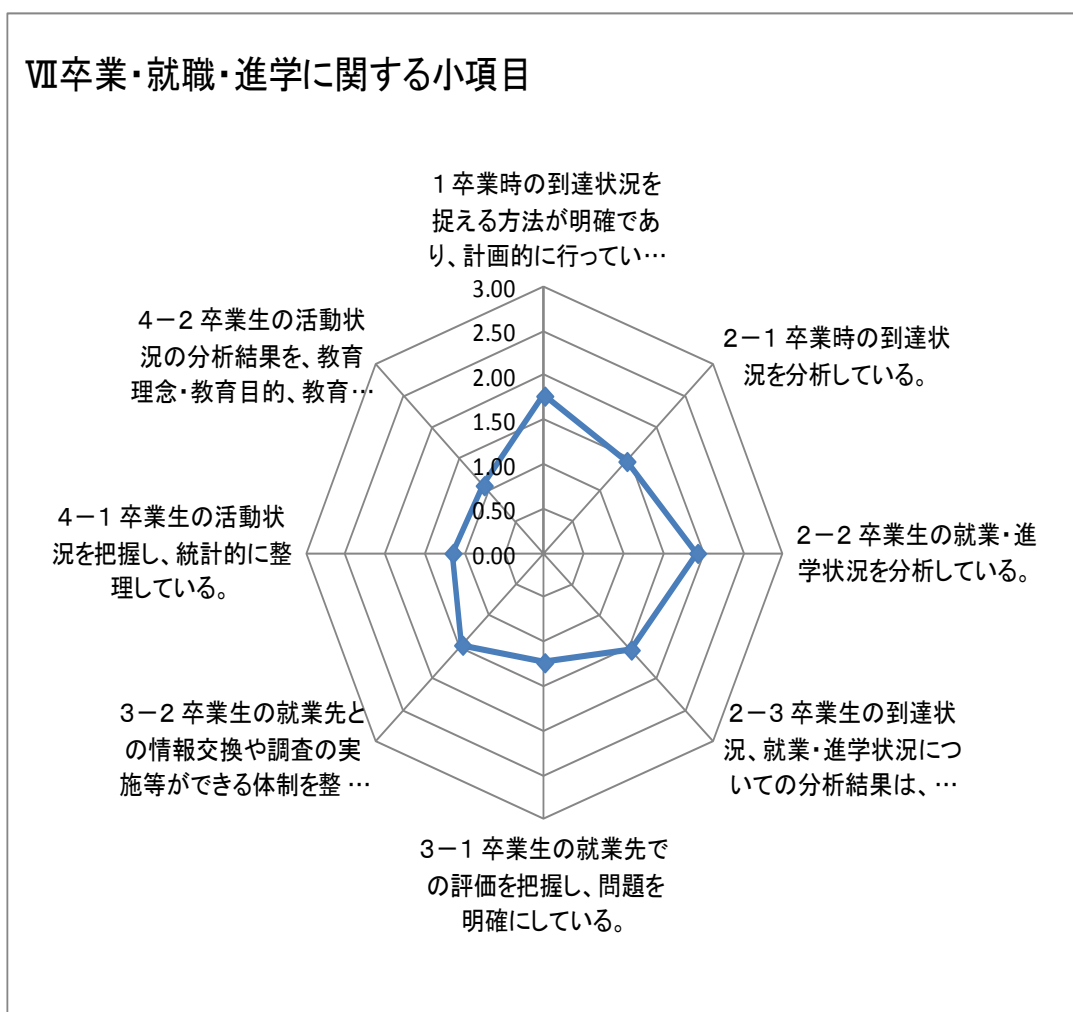 Ⅶ卒業・就職・進学に関する小項目
1 卒業時の到達状況を
捉える方法が明確であ
り、計画的に行ってい…
2－1 卒業時の到達状
況を分析している。
2－2 卒業生の就業・進
学状況を分析している。
2－3 卒業生の到達状
況、就業・進学状況につ
いての分析結果は、…
3－1 卒業生の就業先で
の評価を把握し、問題を
明確にしている。
3－2 卒業生の就業先と
の情報交換や調査の実
施等ができる体制を整…
4－1 卒業生の活動状
況を把握し、統計的に整
理している。
4－2 卒業生の活動状
況の分析結果を、教育
理念・教育目的、教育…
3.00
2.50
2.00
1.50
1.00
0.50
0.00